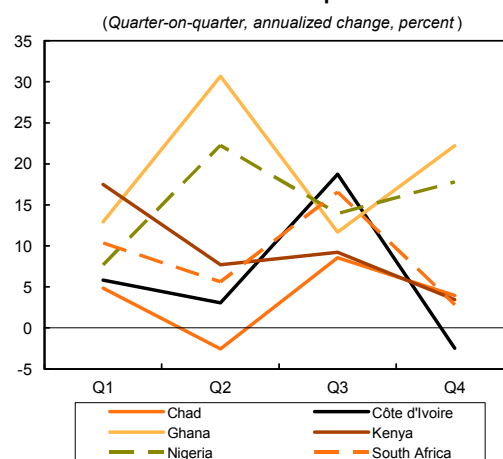 (Quarter-on-quarter, annualized change, percent)
35
30
25
20
15
10
5
0
-5
Q1 Q2 Q3 Q4
Chad Côte d'Ivoire
Ghana Kenya
Nigeria South Africa